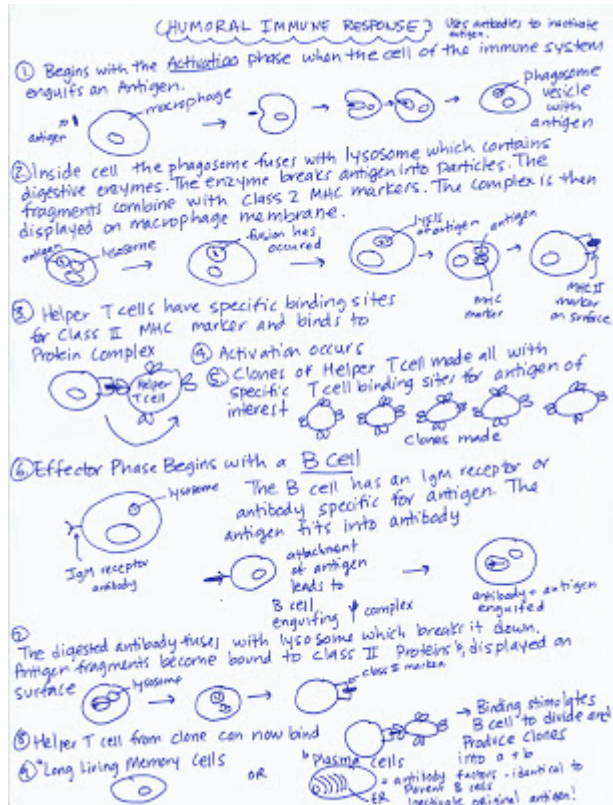 {HUMORAL IMMUNE RESPONSE}
Uses antibodies to inactivate
antigen.
① Begins with the Activation phase when the cell of the immune system
engulfs an Antigen.
macrophage
antigen
phagosome
vesicle
with
antigen
② Inside cell the phagosome fuses with lysosome which contains
digestive enzymes. The enzyme breaks antigen into Particles. The
fragments combine with Class 2 MHC markers. The complex is then
displayed on macrophage membrane.
antigen
lysosome
fusion has
occured
lysis
of antigen
antigen
MHC
marker
MHC II
marker
on surface
③ Helper T cells have specific binding sites
for Class II MHC marker and binds to
Protein complex
Helper
T cell
④ Activation occurs
⑤ Clones of Helper T cell made all with
specific T cell binding sites for antigen of
interest
Clones made
⑥ Effector Phase Begins with a B Cell
lysosome
IgM receptor
antibody
The B cell has an IgM receptor or
antibody specific for antigen. The
antigen fits into antibody
attachment
of antigen
leads to
B cell
engulfing complex
antibody + antigen
engulfed
⑦
The digested antibody fuses with lysosome which breaks it down.
Antigen fragments become bound to Class II Proteins, displayed on
surface
lysosome
class II marker
⑧ Helper T cell from clone can now bind
→ Binding stimulates
B cell to divide and
Produce clones
into a + b
⑨ a Long Living Memory Cells
OR
b Plasma Cells
= antibody factors - identical to
parent B cells
ER
Inactivate original antigen!